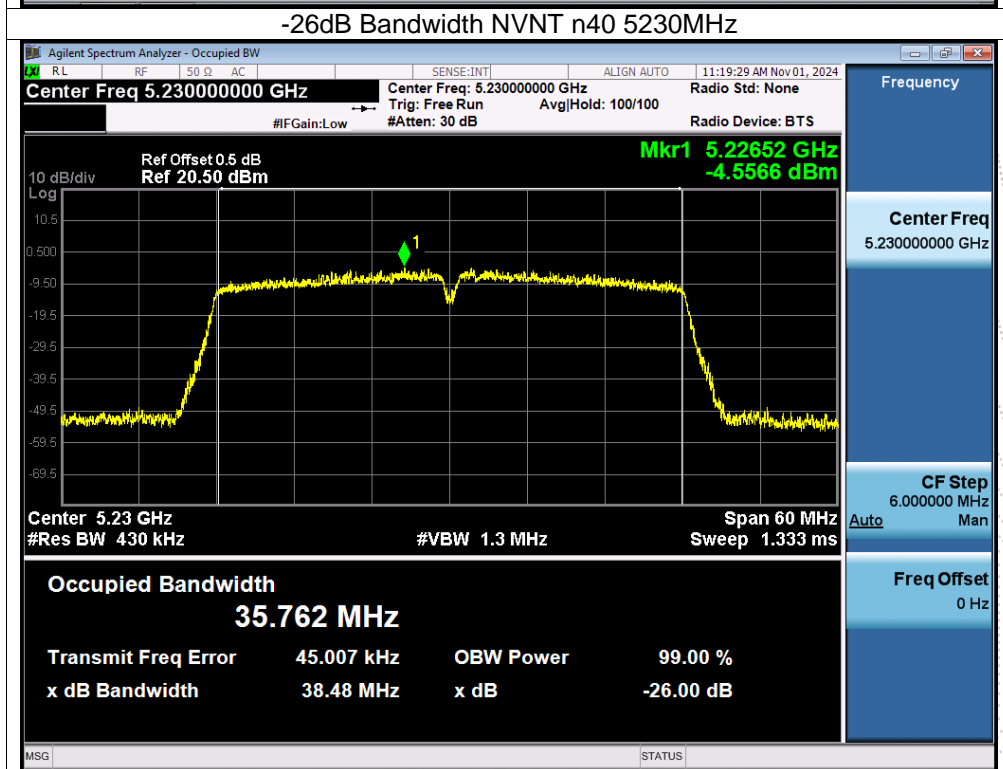 -26dB Bandwidth NVNT n40 5230MHz
Agilent Spectrum Analyzer - Occupied BW
LXI RL RF 50 Ω AC SENSE:INT ALIGN AUTO 11:19:29 AM Nov 01, 2024
Center Freq 5.230000000 GHz
Center Freq: 5.230000000 GHz
Radio Std: None
Trig: Free Run Avg|Hold: 100/100
#IFGain:Low
#Atten: 30 dB
Radio Device: BTS
Frequency
Mkr1 5.22652 GHz
-4.5566 dBm
Ref Offset 0.5 dB
10 dB/div Ref 20.50 dBm
Log
10.5
0.500
-9.50
-19.5
-29.5
-39.5
-49.5
-59.5
-69.5
1
Center 5.23 GHz
Span 60 MHz
#Res BW 430 kHz
#VBW 1.3 MHz
Sweep 1.333 ms
Center Freq
5.230000000 GHz
CF Step
6.000000 MHz
Auto Man
Freq Offset
0 Hz
Occupied Bandwidth
35.762 MHz
Transmit Freq Error 45.007 kHz OBW Power 99.00 %
x dB Bandwidth 38.48 MHz x dB -26.00 dB
MSG STATUS